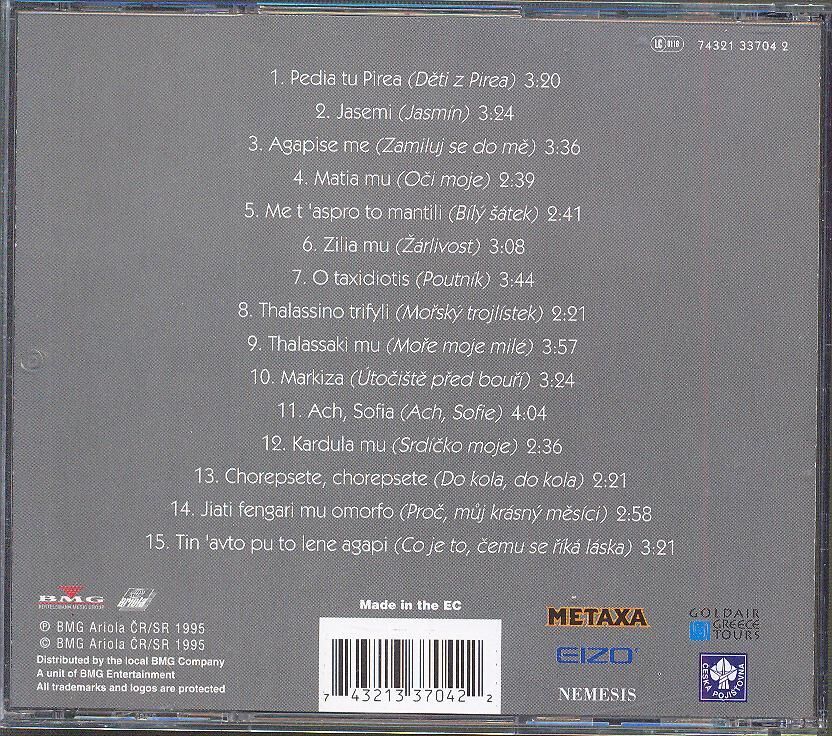 LC 0116 74321 33704 2
1. Pedia tu Pirea (Děti z Pirea) 3:20
2. Jasemi (Jasmín) 3:24
3. Agapise me (Zamiluj se do mě) 3:36
4. Matia mu (Oči moje) 2:39
5. Me t 'aspro to mantili (Bílý šátek) 2:41
6. Zilia mu (Žárlivost) 3:08
7. O taxidiotis (Poutník) 3:44
8. Thalassino trifyli (Mořský trojlístek) 2:21
9. Thalassaki mu (Moře moje milé) 3:57
10. Markiza (Útočiště před bouří) 3:24
11. Ach, Sofia (Ach, Sofie) 4:04
12. Kardula mu (Srdíčko moje) 2:36
13. Chorepsete, chorepsete (Do kola, do kola) 2:21
14. Jiati fengari mu omorfo (Proč, můj krásný měsíci) 2:58
15. Tin 'avto pu to lene agapi (Co je to, čemu se říká láska) 3:21
BMG
BERTELSMANN MUSIC GROUP
ariola
℗ BMG Ariola ČR/SR 1995
© BMG Ariola ČR/SR 1995
Distributed by the local BMG Company
A unit of BMG Entertainment
All trademarks and logos are protected
Made in the EC
7 43213 37042 2
METAXA
EIZO
NEMESIS
GOLDAIR
GREECE
TOURS
ČESKÁ POJIŠŤOVNA